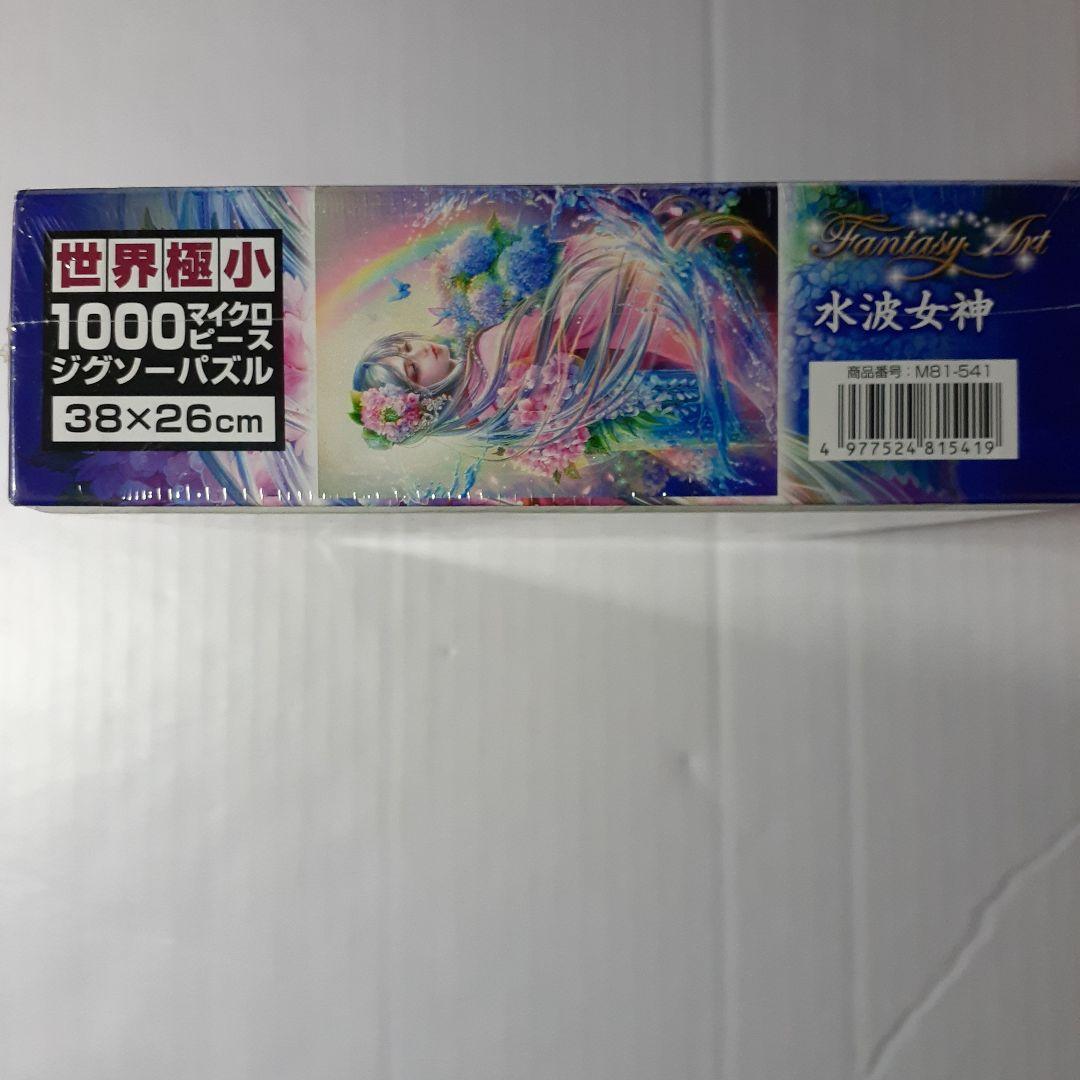 世界極小
1000マイクロピース
ジグソーパズル
38×26cm
Fantasy Art
水波女神
商品番号:M81-541
4 977524 815419